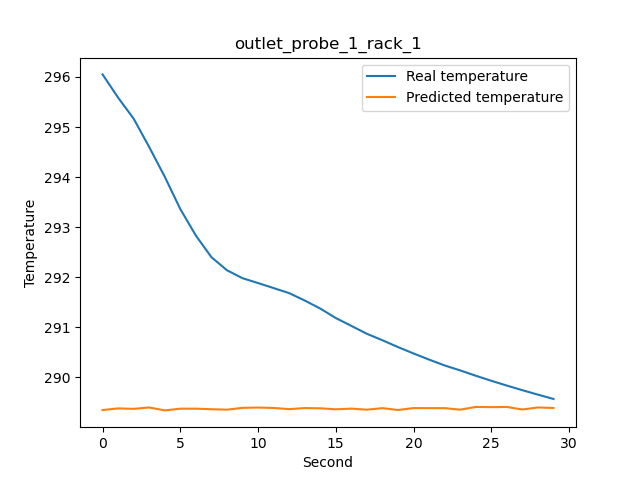 outlet_probe_1_rack_1
Real temperature
Predicted temperature
Temperature
296
295
294
293
292
291
290
0 5 10 15 20 25 30
Second